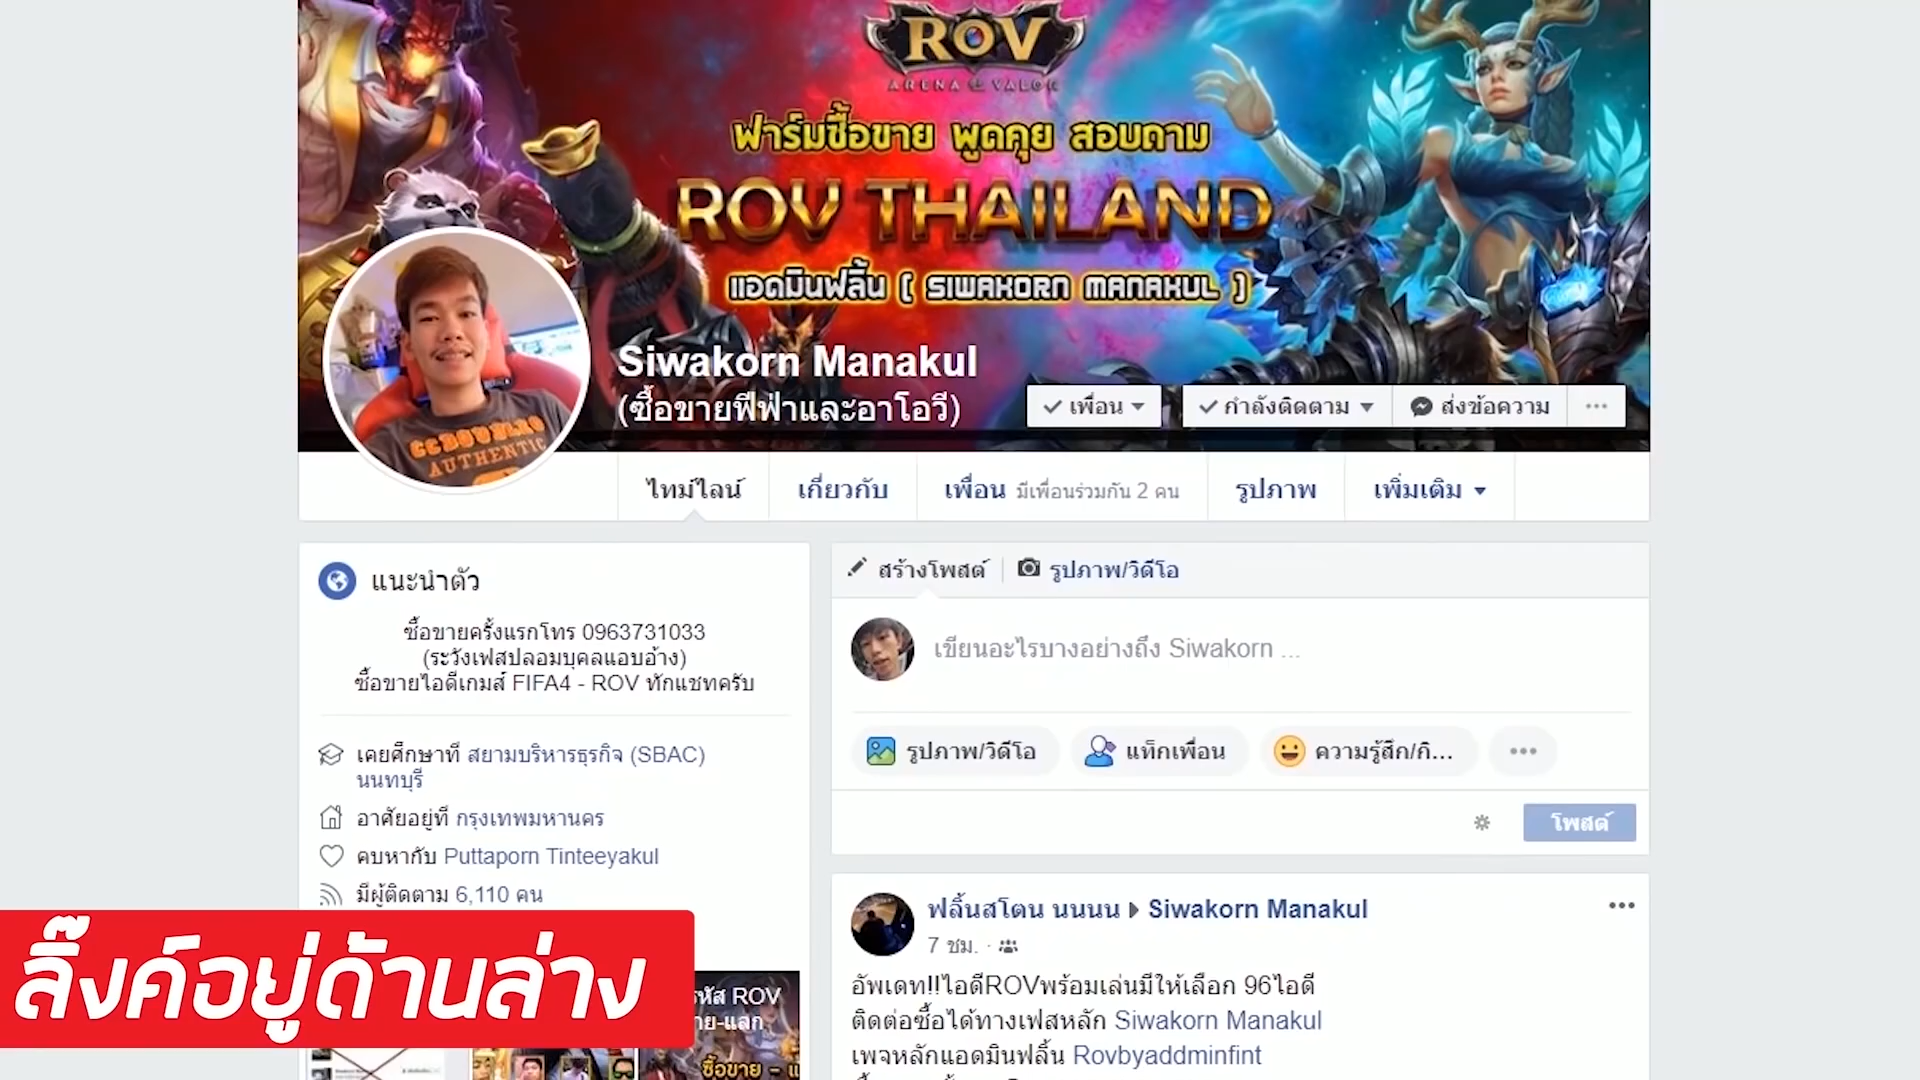 ROV
ARENA OF VALOR
ฟาร์มซื้อขาย พูดคุย สอบถาม
ROV THAILAND
แอดมินฟลิ้น ( SIWAKORN MANAKUL )
Siwakorn Manakul
(ซื้อขายฟีฟ่าและอาโอวี)
เพื่อน
กำลังติดตาม
ส่งข้อความ
AUTHENTIC
ไทม์ไลน์
เกี่ยวกับ
เพื่อน มีเพื่อนร่วมกัน 2 คน
รูปภาพ
เพิ่มเติม
แนะนำตัว
ซื้อขายครั้งแรกโทร 0963731033
(ระวังเฟสปลอมบุคลแอบอ้าง)
ซื้อขายไอดีเกมส์ FIFA4 - ROV ทักแชทครับ
เคยศึกษาที่ สยามบริหารธุรกิจ (SBAC)
นนทบุรี
อาศัยอยู่ที่ กรุงเทพมหานคร
คบหากับ Puttaporn Tinteeyakul
มีผู้ติดตาม 6,110 คน
สร้างโพสต์
รูปภาพ/วิดีโอ
เขียนอะไรบางอย่างถึง Siwakorn ...
รูปภาพ/วิดีโอ
แท็กเพื่อน
ความรู้สึก/กิ...
โพสต์
ฟลิ้นสโตน นนนน Siwakorn Manakul
7 ชม.
อัพเดท!!ไอดีROVพร้อมเล่นมีให้เลือก 96ไอดี
ติดต่อซื้อได้ทางเฟสหลัก Siwakorn Manakul
เพจหลักแอดมินฟลิ้น Rovbyaddminfint
ลิ๊งค์อยู่ด้านล่าง
ROV
ซื้อขาย